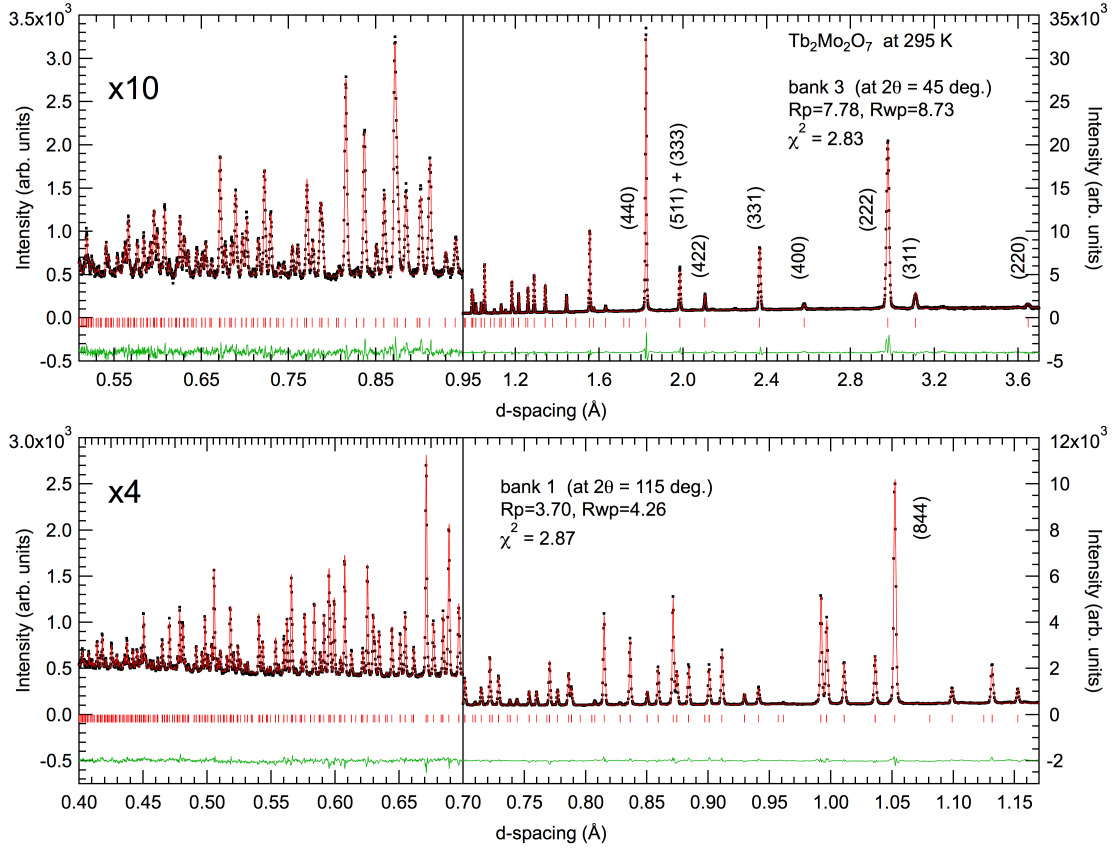 3.5x10³
3.0
2.5
2.0
1.5
1.0
0.5
0.0
-0.5
Intensity (arb. units)
x10
Tb₂Mo₂O₇ at 295 K
bank 3 (at 2θ = 45 deg.)
Rp=7.78, Rwp=8.73
χ² = 2.83
(440)
(511) + (333)
(422)
(331)
(400)
(222)
(311)
(220)
35x10³
30
25
20
15
10
5
0
-5
Intensity (arb. units)
0.55 0.65 0.75 0.85 0.95 1.2 1.6 2.0 2.4 2.8 3.2 3.6
d-spacing (Å)
3.0x10³
2.5
2.0
1.5
1.0
0.5
0.0
-0.5
Intensity (arb. units)
x4
bank 1 (at 2θ = 115 deg.)
Rp=3.70, Rwp=4.26
χ² = 2.87
(844)
12x10³
10
8
6
4
2
0
-2
Intensity (arb. units)
0.40 0.45 0.50 0.55 0.60 0.65 0.70 0.75 0.80 0.85 0.90 0.95 1.00 1.05 1.10 1.15
d-spacing (Å)